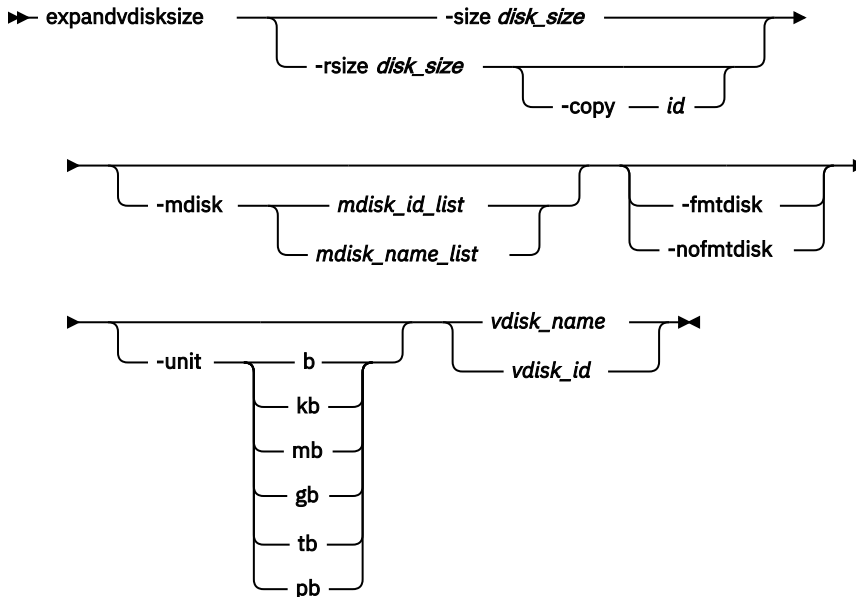 expandvdisksize -size disk_size
-rsize disk_size
-copy id
-mdisk mdisk_id_list -fmtdisk
mdisk_name_list -nofmtdisk
vdisk_name
-unit b vdisk_id
kb
mb
gb
tb
pb